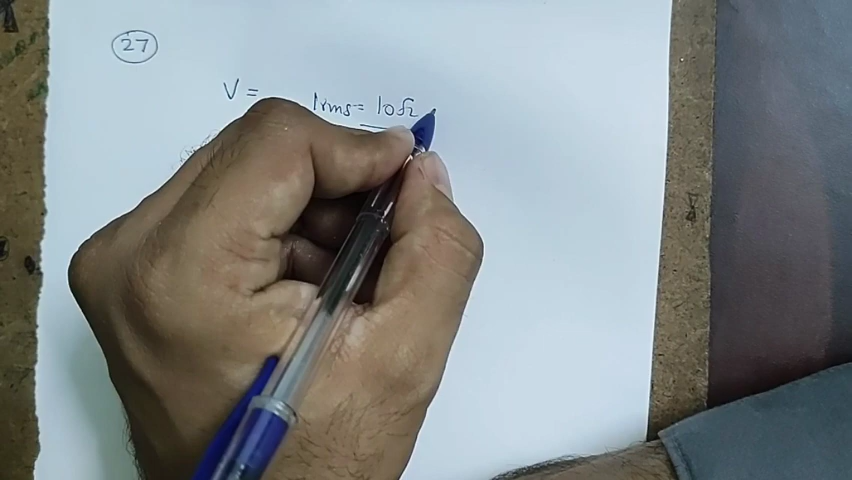 27
V = Irms = 10√2